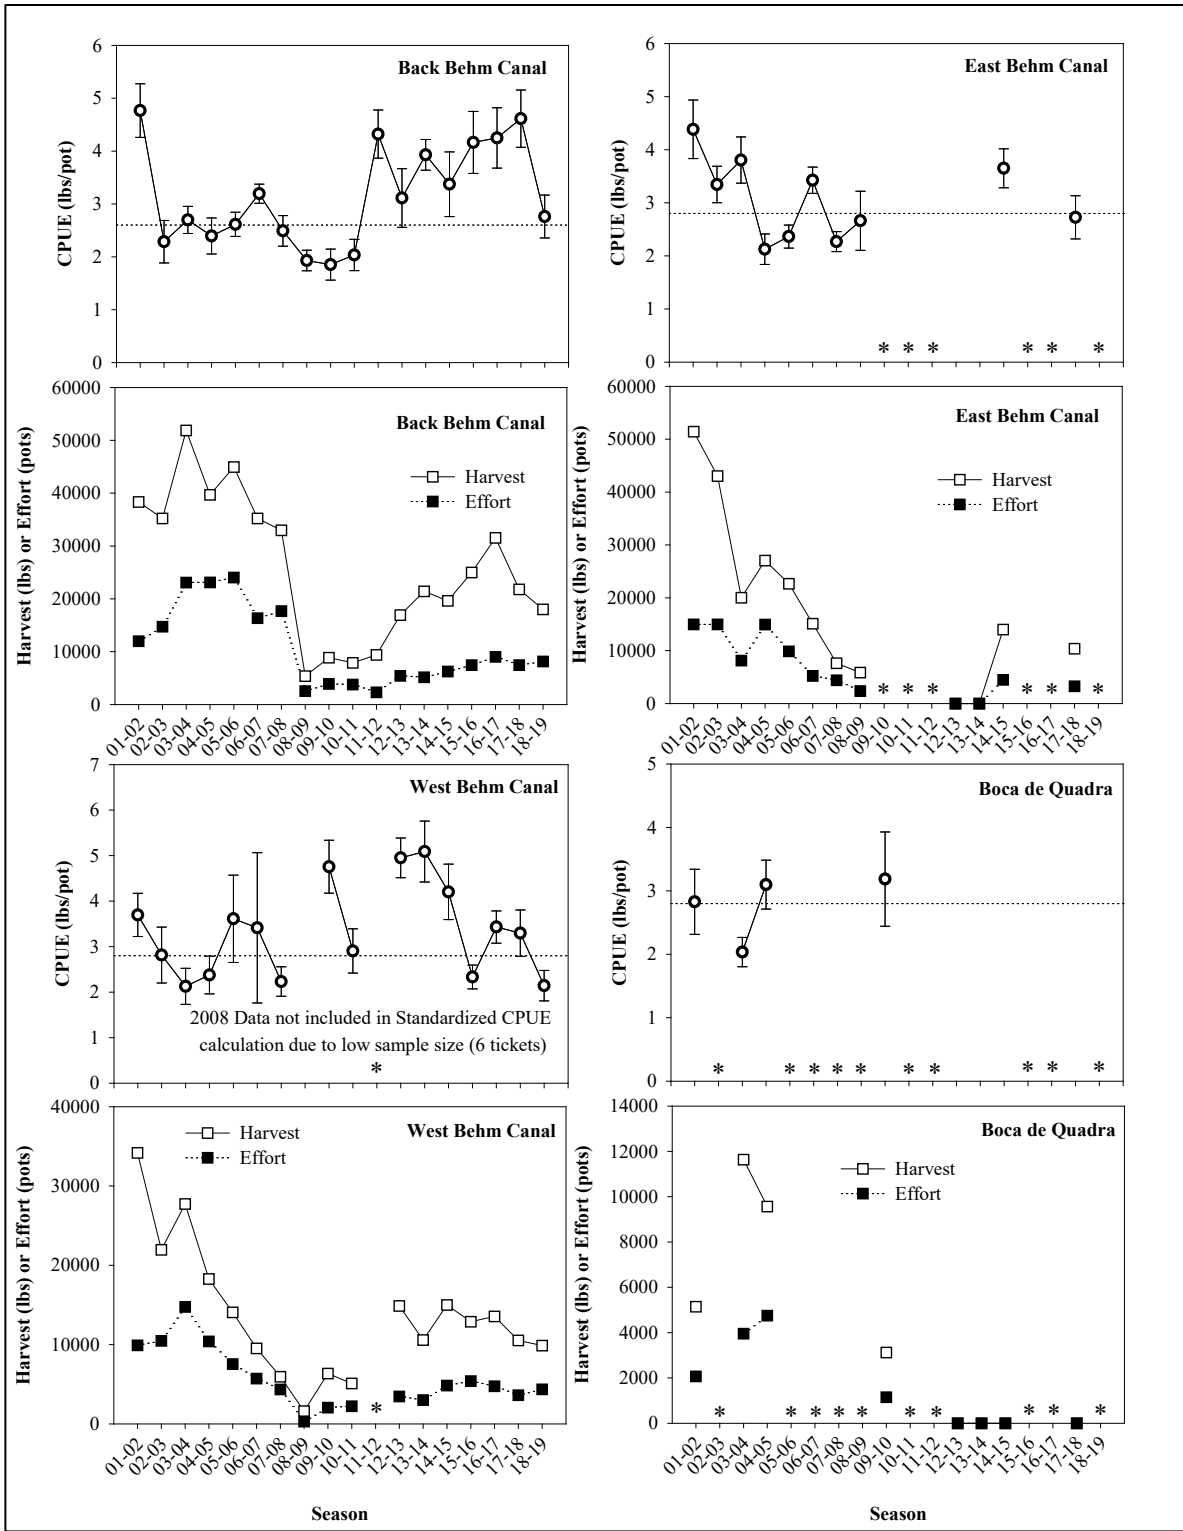 Back Behm Canal
CPUE (lbs/pot)
6
5
4
3
2
1
0
East Behm Canal
CPUE (lbs/pot)
6
5
4
3
2
1
0
* * * * * *
Back Behm Canal
Harvest (lbs) or Effort (pots)
60000
50000
40000
30000
20000
10000
0
Harvest
Effort
01-02 02-03 03-04 04-05 05-06 06-07 07-08 08-09 09-10 10-11 11-12 12-13 13-14 14-15 15-16 16-17 17-18 18-19
East Behm Canal
Harvest (lbs) or Effort (pots)
60000
50000
40000
30000
20000
10000
0
Harvest
Effort
* * * * * *
01-02 02-03 03-04 04-05 05-06 06-07 07-08 08-09 09-10 10-11 11-12 12-13 13-14 14-15 15-16 16-17 17-18 18-19
West Behm Canal
CPUE (lbs/pot)
7
6
5
4
3
2
1
0
2008 Data not included in Standardized CPUE
calculation due to low sample size (6 tickets)
*
Boca de Quadra
CPUE (lbs/pot)
5
4
3
2
1
0
* * * * * * * * * *
West Behm Canal
Harvest (lbs) or Effort (pots)
40000
30000
20000
10000
0
Harvest
Effort
*
01-02 02-03 03-04 04-05 05-06 06-07 07-08 08-09 09-10 10-11 11-12 12-13 13-14 14-15 15-16 16-17 17-18 18-19
Season
Boca de Quadra
Harvest (lbs) or Effort (pots)
14000
12000
10000
8000
6000
4000
2000
0
Harvest
Effort
* * * * * * * * * *
01-02 02-03 03-04 04-05 05-06 06-07 07-08 08-09 09-10 10-11 11-12 12-13 13-14 14-15 15-16 16-17 17-18 18-19
Season